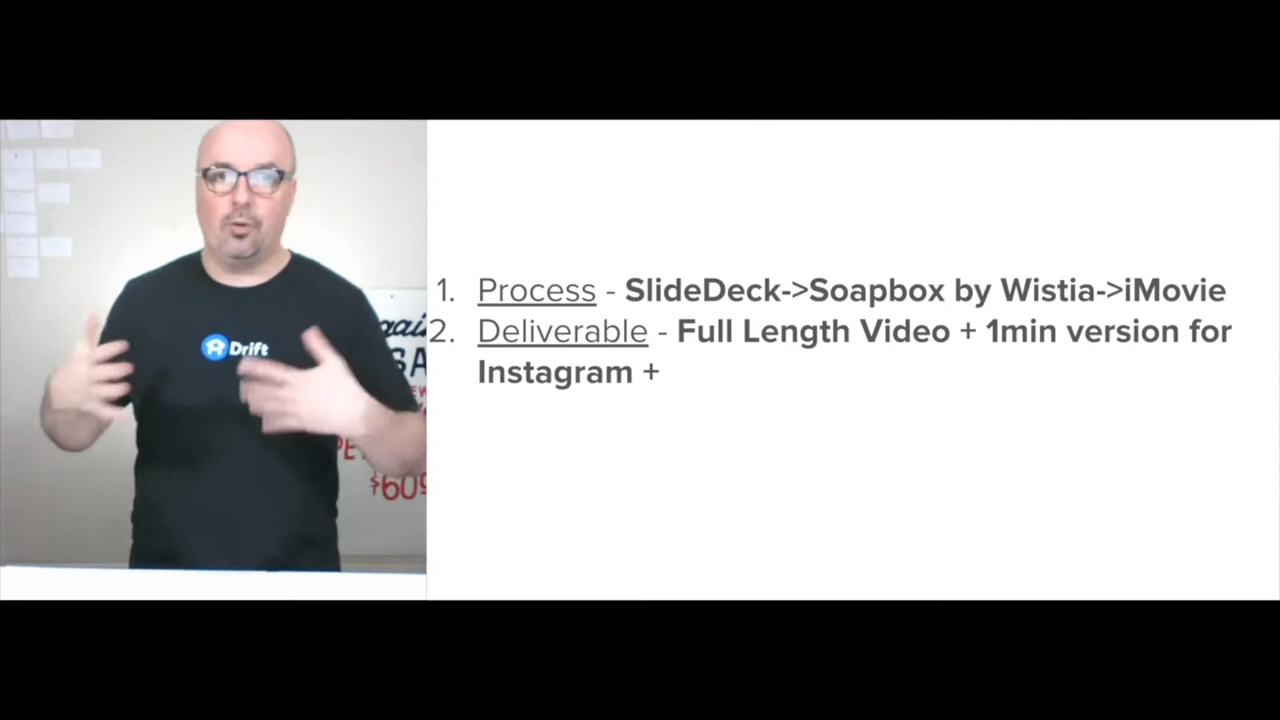 Drift
$60
1. Process - SlideDeck->Soapbox by Wistia->iMovie
2. Deliverable - Full Length Video + 1min version for
Instagram +